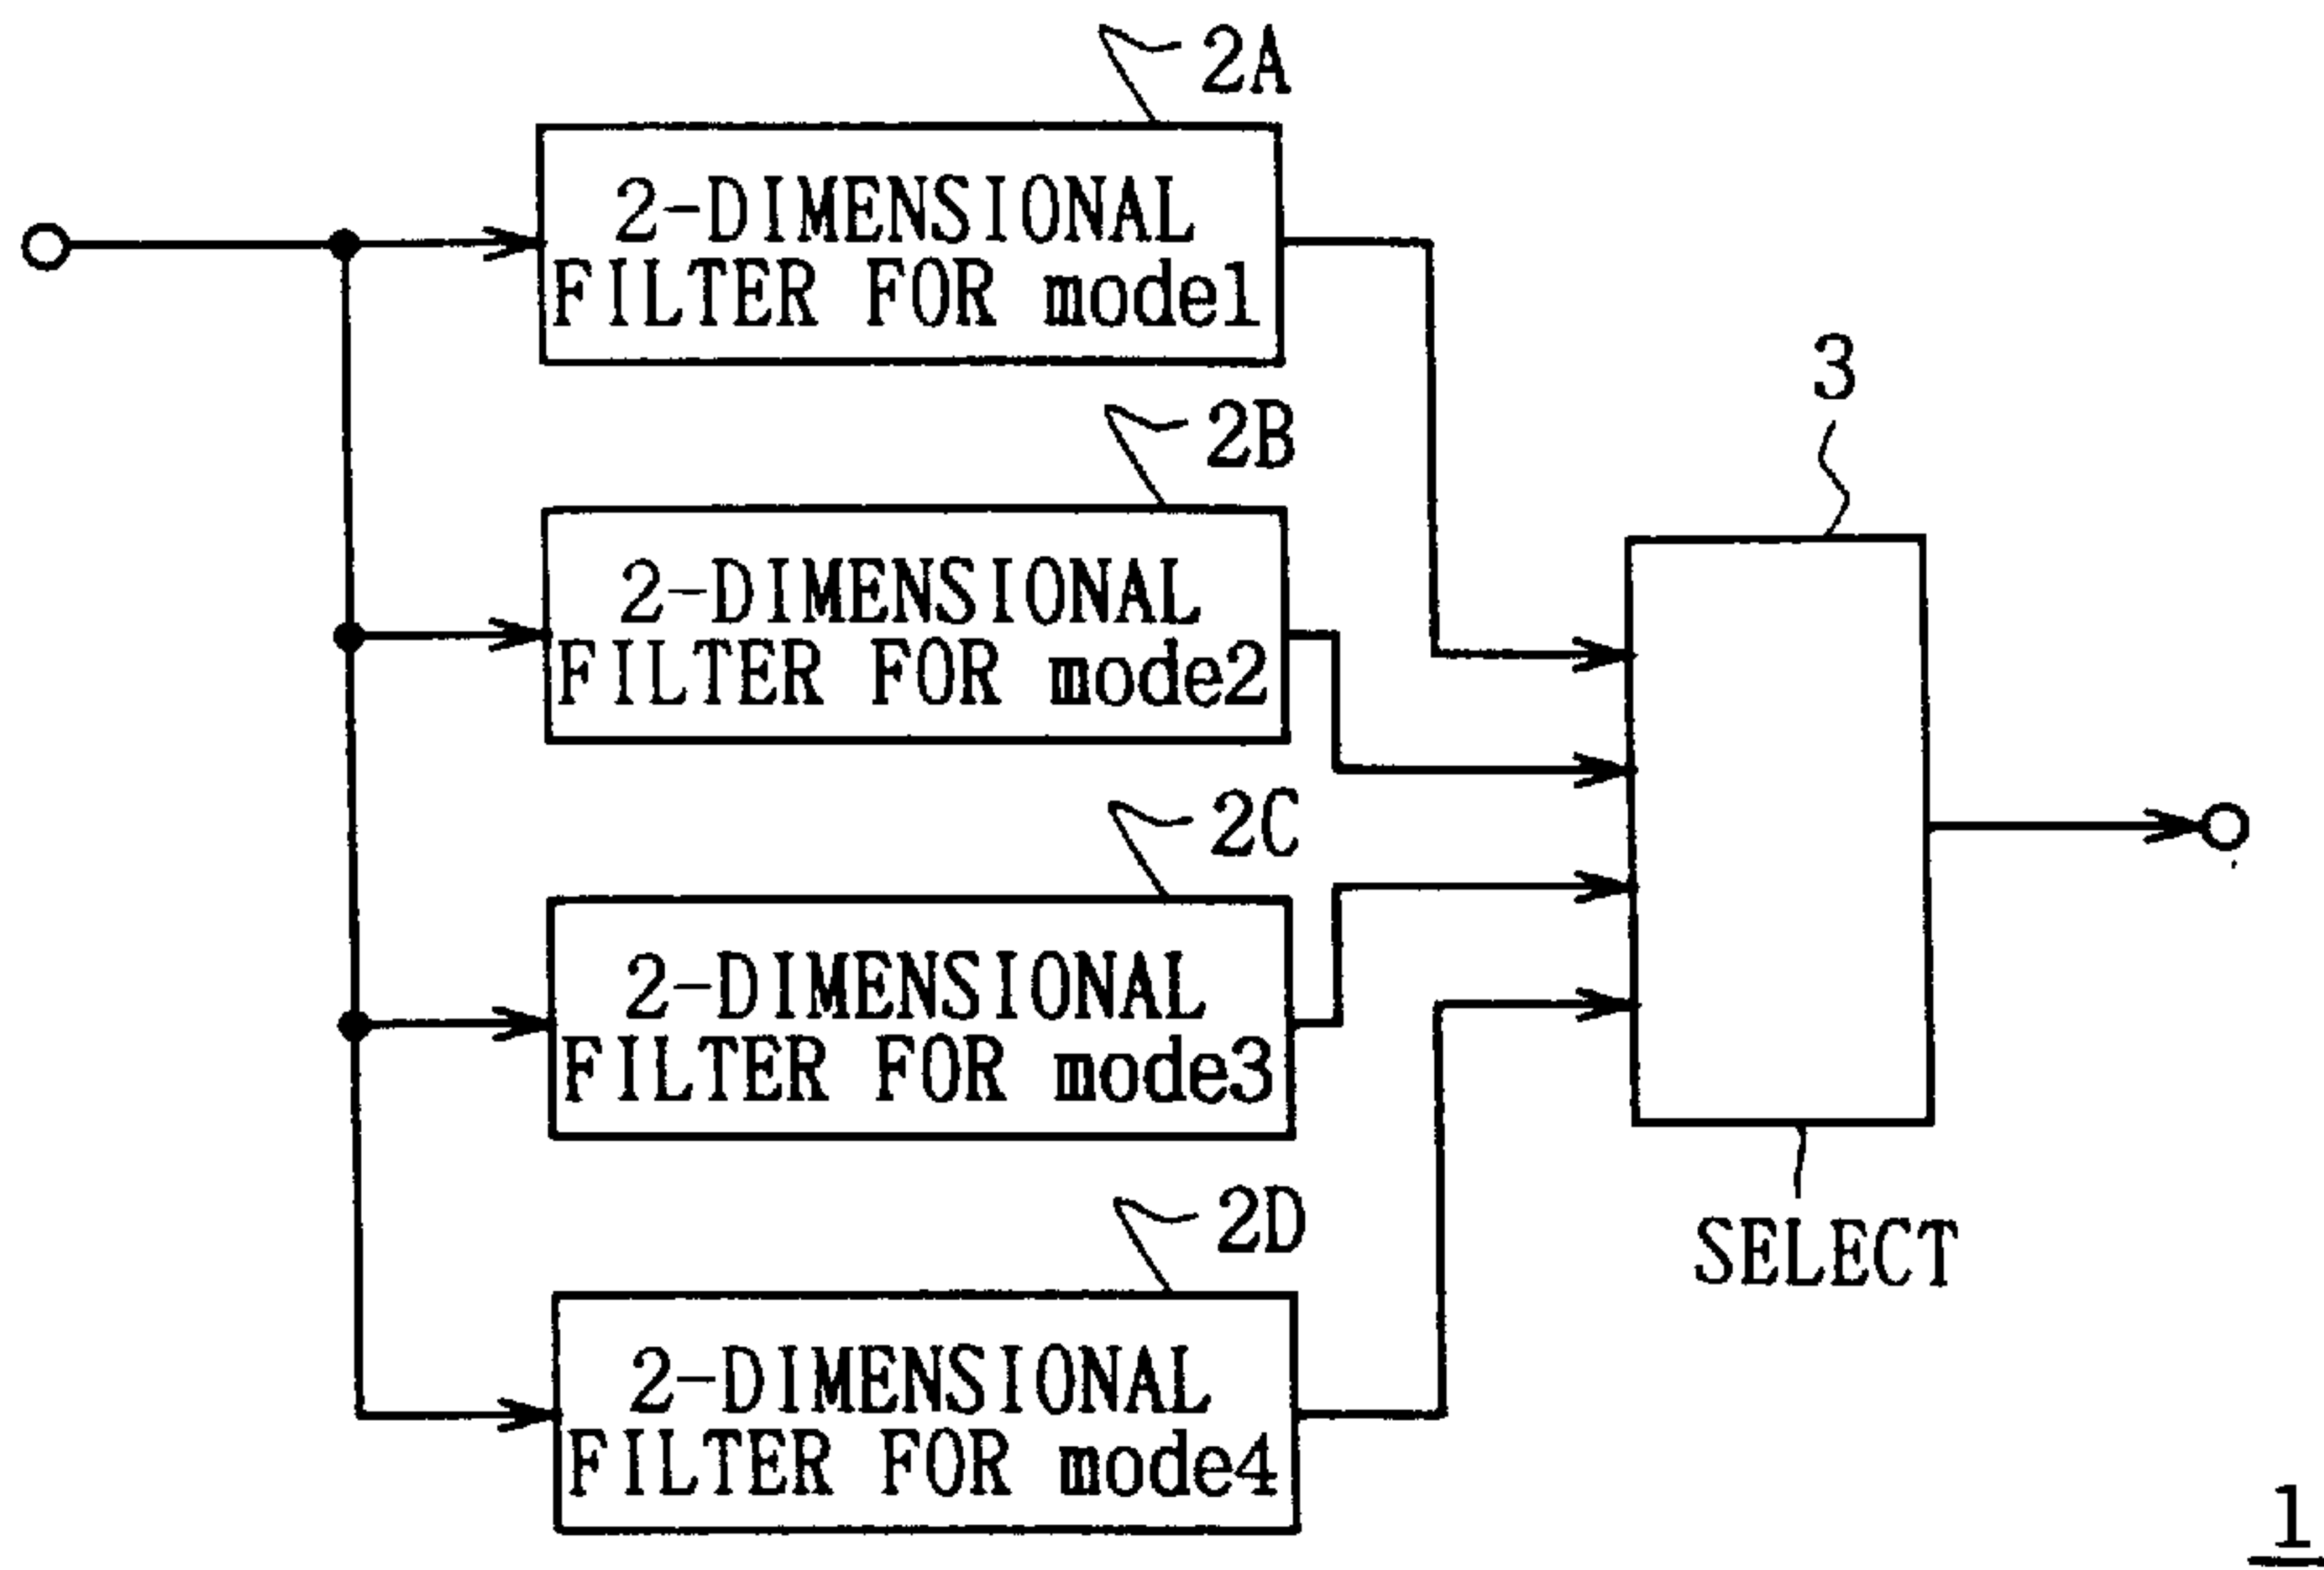 2A
2-DIMENSIONAL
FILTER FOR mode1
2B
2-DIMENSIONAL
FILTER FOR mode2
2C
2-DIMENSIONAL
FILTER FOR mode3
2D
2-DIMENSIONAL
FILTER FOR mode4
3
SELECT
1